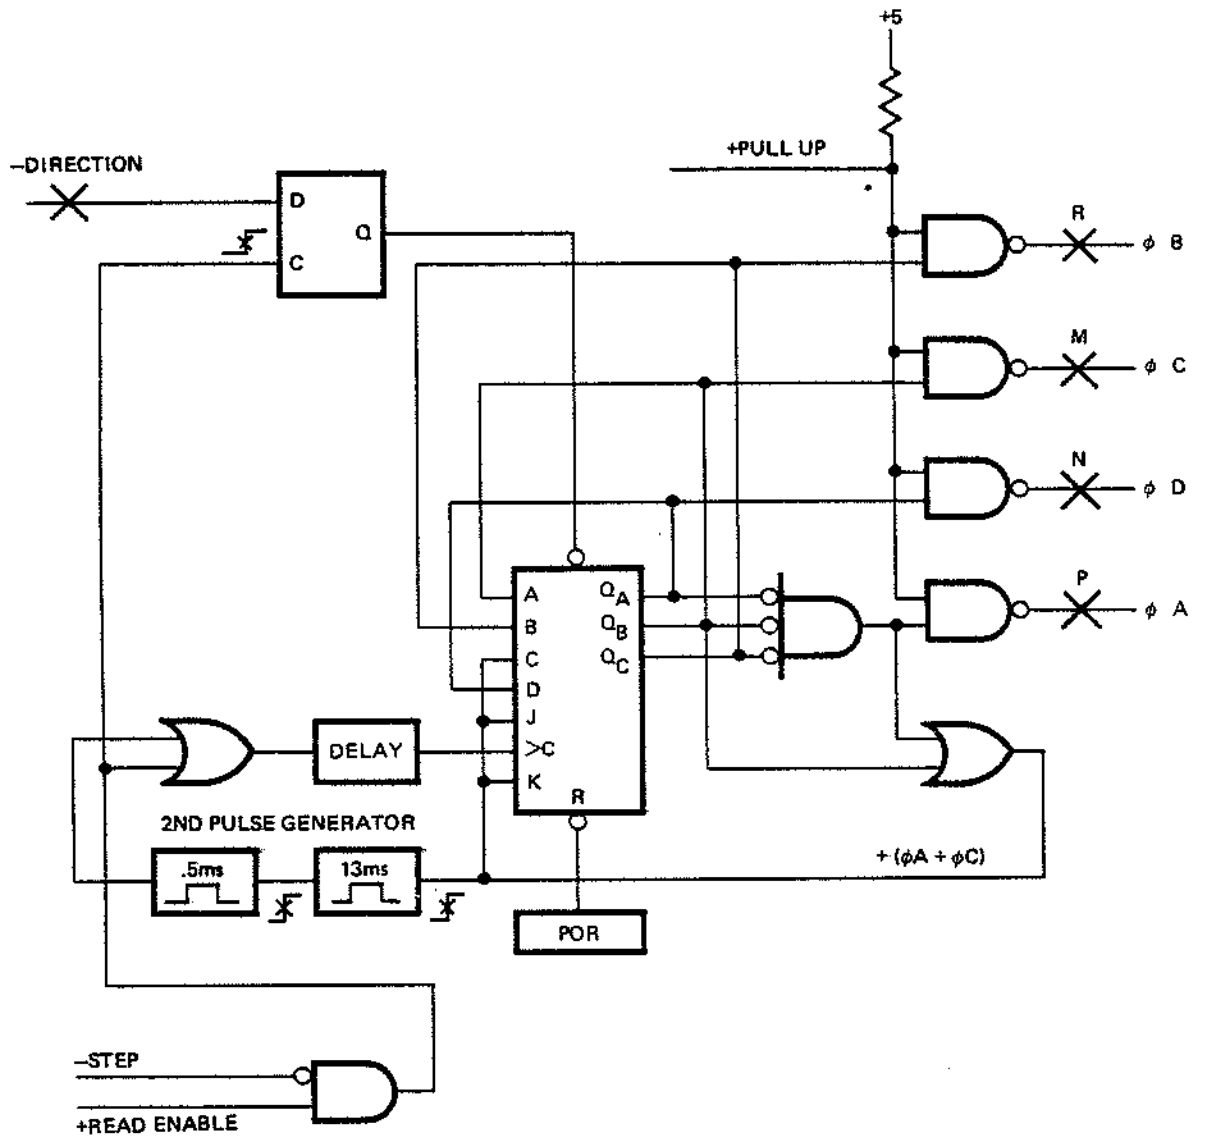 +5
+PULL UP
–DIRECTION
D
Q
C
R
ϕ B
M
ϕ C
N
ϕ D
P
ϕ A
A
B
C
D
J
>C
K
R
QA
QB
QC
DELAY
2ND PULSE GENERATOR
.5ms
13ms
+ (ϕA + ϕC)
POR
–STEP
+READ ENABLE